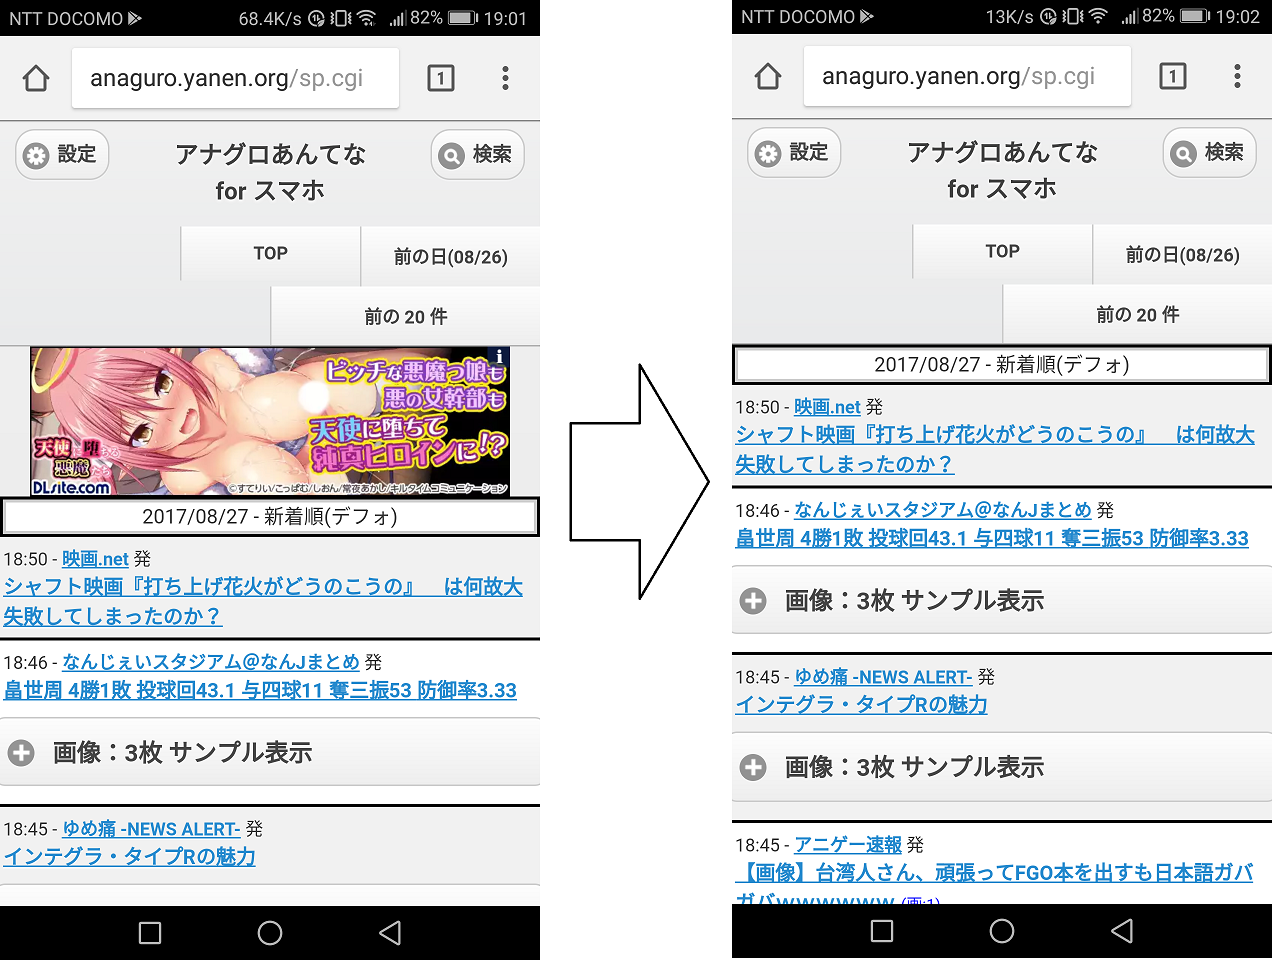 NTT DOCOMO 68.4K/s 82% 19:01
anaguro.yanen.org/sp.cgi 1
設定
アナグロあんてな
for スマホ
検索
TOP
前の日(08/26)
前の 20 件
ビッチな悪魔っ娘も
悪の女幹部も
天使に堕ちて
純真ヒロインに!?
天使に堕ちる
悪魔たち
DLsite.com
©すてりい/こっぱむ/しおん/常夜あかし/キルタイムコミュニケーション
2017/08/27 - 新着順(デフォ)
18:50 - 映画.net 発
シャフト映画『打ち上げ花火がどうのこうの』　は何故大
失敗してしまったのか？
18:46 - なんじぇいスタジアム@なんJまとめ 発
畠世周 4勝1敗 投球回43.1 与四球11 奪三振53 防御率3.33
画像：3枚 サンプル表示
18:45 - ゆめ痛 -NEWS ALERT- 発
インテグラ・タイプRの魅力
NTT DOCOMO 13K/s 82% 19:02
anaguro.yanen.org/sp.cgi 1
設定
アナグロあんてな
for スマホ
検索
TOP
前の日(08/26)
前の 20 件
2017/08/27 - 新着順(デフォ)
18:50 - 映画.net 発
シャフト映画『打ち上げ花火がどうのこうの』　は何故大
失敗してしまったのか？
18:46 - なんじぇいスタジアム@なんJまとめ 発
畠世周 4勝1敗 投球回43.1 与四球11 奪三振53 防御率3.33
画像：3枚 サンプル表示
18:45 - ゆめ痛 -NEWS ALERT- 発
インテグラ・タイプRの魅力
画像：3枚 サンプル表示
18:45 - アニゲー速報 発
【画像】台湾人さん、頑張ってFGO本を出すも日本語ガバ
ガバwwwwwww (画:1)